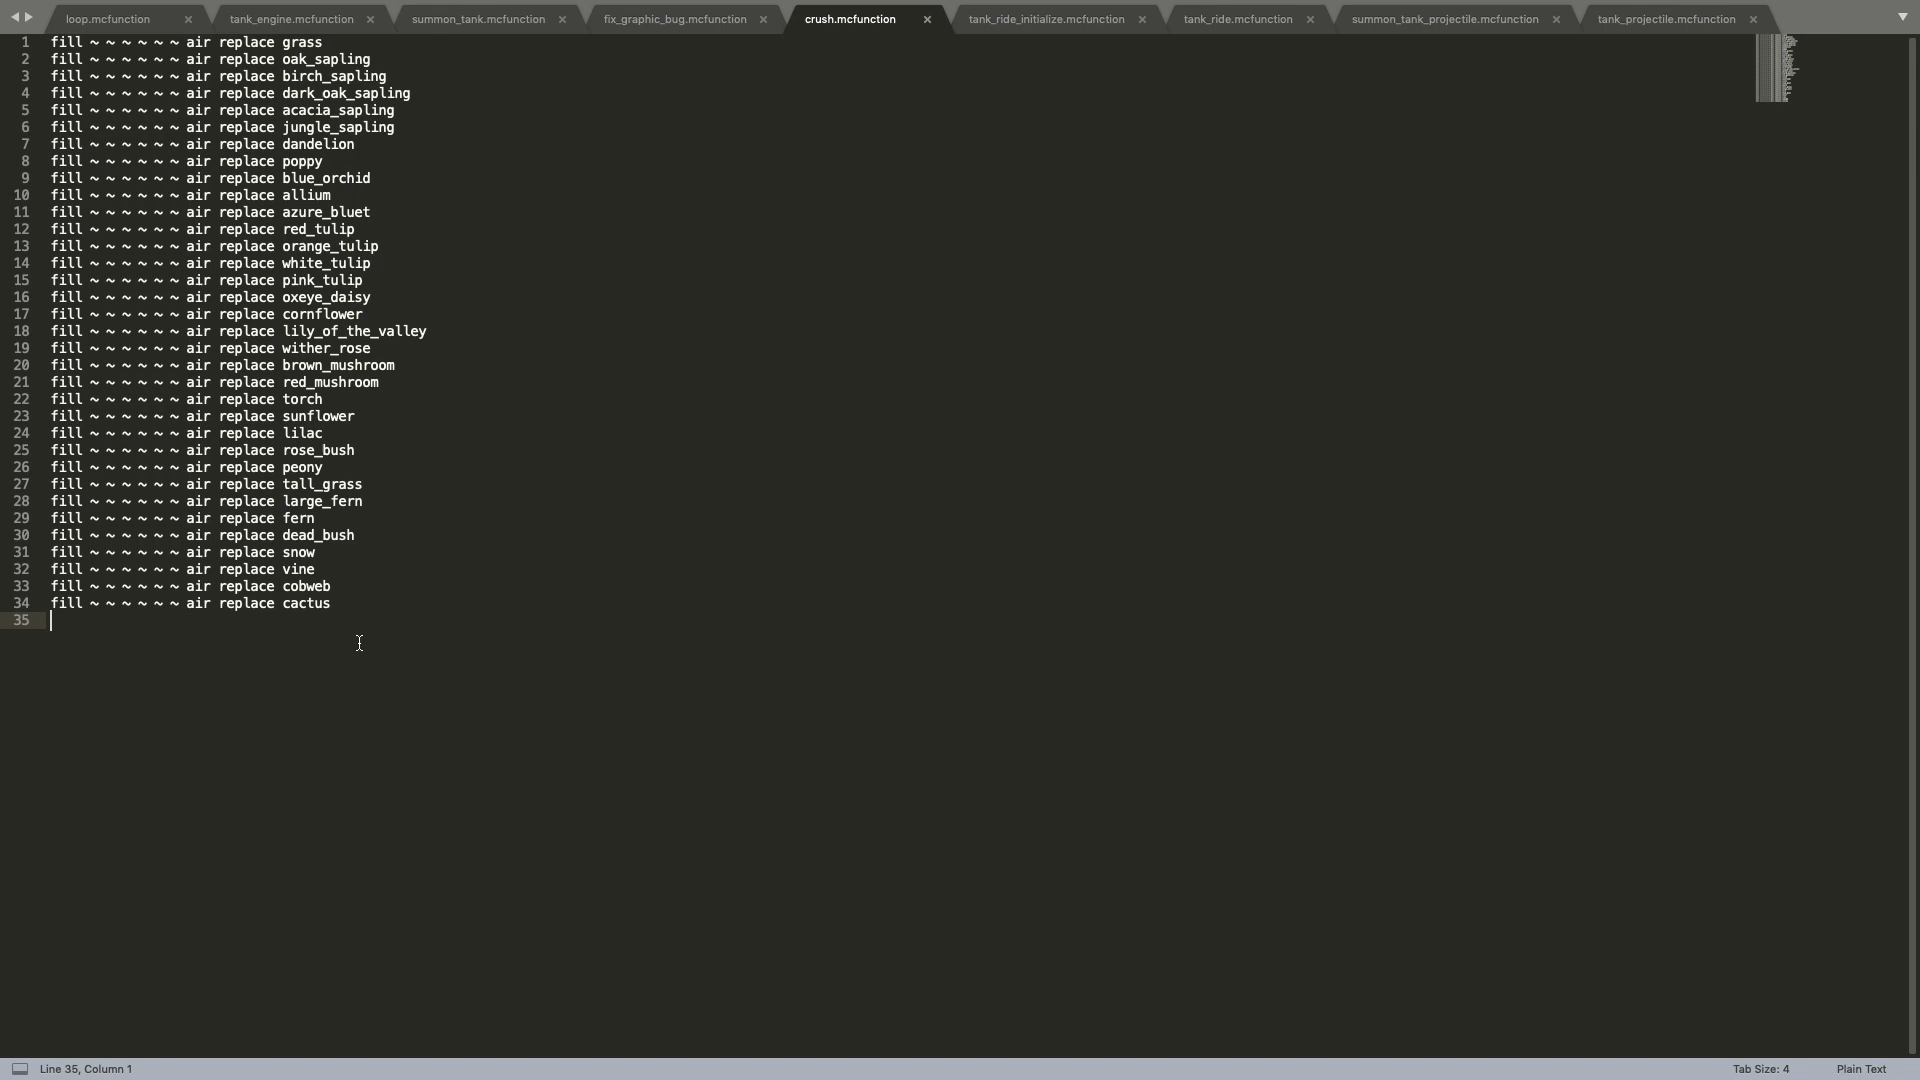 loop.mcfunction × tank_engine.mcfunction × summon_tank.mcfunction × fix_graphic_bug.mcfunction × crush.mcfunction × tank_ride_initialize.mcfunction × tank_ride.mcfunction × summon_tank_projectile.mcfunction × tank_projectile.mcfunction ×
1 fill ~ ~ ~ ~ ~ ~ air replace grass
2 fill ~ ~ ~ ~ ~ ~ air replace oak_sapling
3 fill ~ ~ ~ ~ ~ ~ air replace birch_sapling
4 fill ~ ~ ~ ~ ~ ~ air replace dark_oak_sapling
5 fill ~ ~ ~ ~ ~ ~ air replace acacia_sapling
6 fill ~ ~ ~ ~ ~ ~ air replace jungle_sapling
7 fill ~ ~ ~ ~ ~ ~ air replace dandelion
8 fill ~ ~ ~ ~ ~ ~ air replace poppy
9 fill ~ ~ ~ ~ ~ ~ air replace blue_orchid
10 fill ~ ~ ~ ~ ~ ~ air replace allium
11 fill ~ ~ ~ ~ ~ ~ air replace azure_bluet
12 fill ~ ~ ~ ~ ~ ~ air replace red_tulip
13 fill ~ ~ ~ ~ ~ ~ air replace orange_tulip
14 fill ~ ~ ~ ~ ~ ~ air replace white_tulip
15 fill ~ ~ ~ ~ ~ ~ air replace pink_tulip
16 fill ~ ~ ~ ~ ~ ~ air replace oxeye_daisy
17 fill ~ ~ ~ ~ ~ ~ air replace cornflower
18 fill ~ ~ ~ ~ ~ ~ air replace lily_of_the_valley
19 fill ~ ~ ~ ~ ~ ~ air replace wither_rose
20 fill ~ ~ ~ ~ ~ ~ air replace brown_mushroom
21 fill ~ ~ ~ ~ ~ ~ air replace red_mushroom
22 fill ~ ~ ~ ~ ~ ~ air replace torch
23 fill ~ ~ ~ ~ ~ ~ air replace sunflower
24 fill ~ ~ ~ ~ ~ ~ air replace lilac
25 fill ~ ~ ~ ~ ~ ~ air replace rose_bush
26 fill ~ ~ ~ ~ ~ ~ air replace peony
27 fill ~ ~ ~ ~ ~ ~ air replace tall_grass
28 fill ~ ~ ~ ~ ~ ~ air replace large_fern
29 fill ~ ~ ~ ~ ~ ~ air replace fern
30 fill ~ ~ ~ ~ ~ ~ air replace dead_bush
31 fill ~ ~ ~ ~ ~ ~ air replace snow
32 fill ~ ~ ~ ~ ~ ~ air replace vine
33 fill ~ ~ ~ ~ ~ ~ air replace cobweb
34 fill ~ ~ ~ ~ ~ ~ air replace cactus
35
Line 35, Column 1 Tab Size: 4 Plain Text